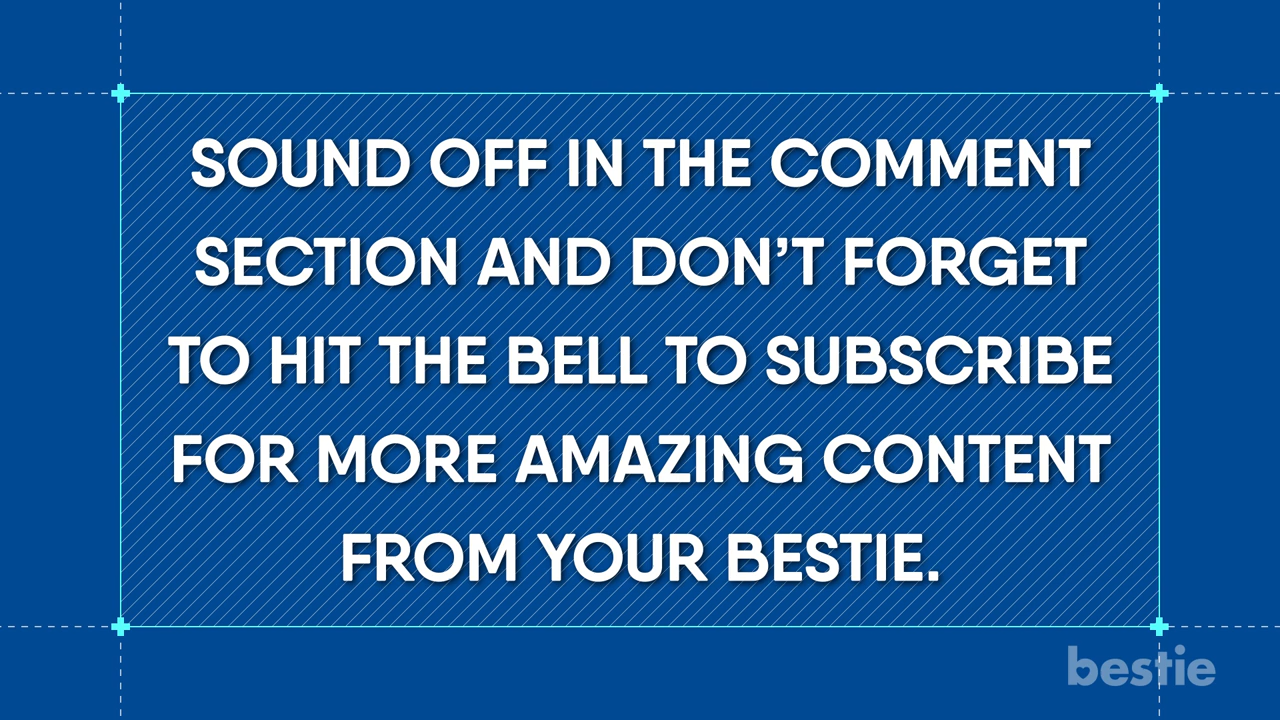 SOUND OFF IN THE COMMENT
SECTION AND DON’T FORGET
TO HIT THE BELL TO SUBSCRIBE
FOR MORE AMAZING CONTENT
FROM YOUR BESTIE.
bestie